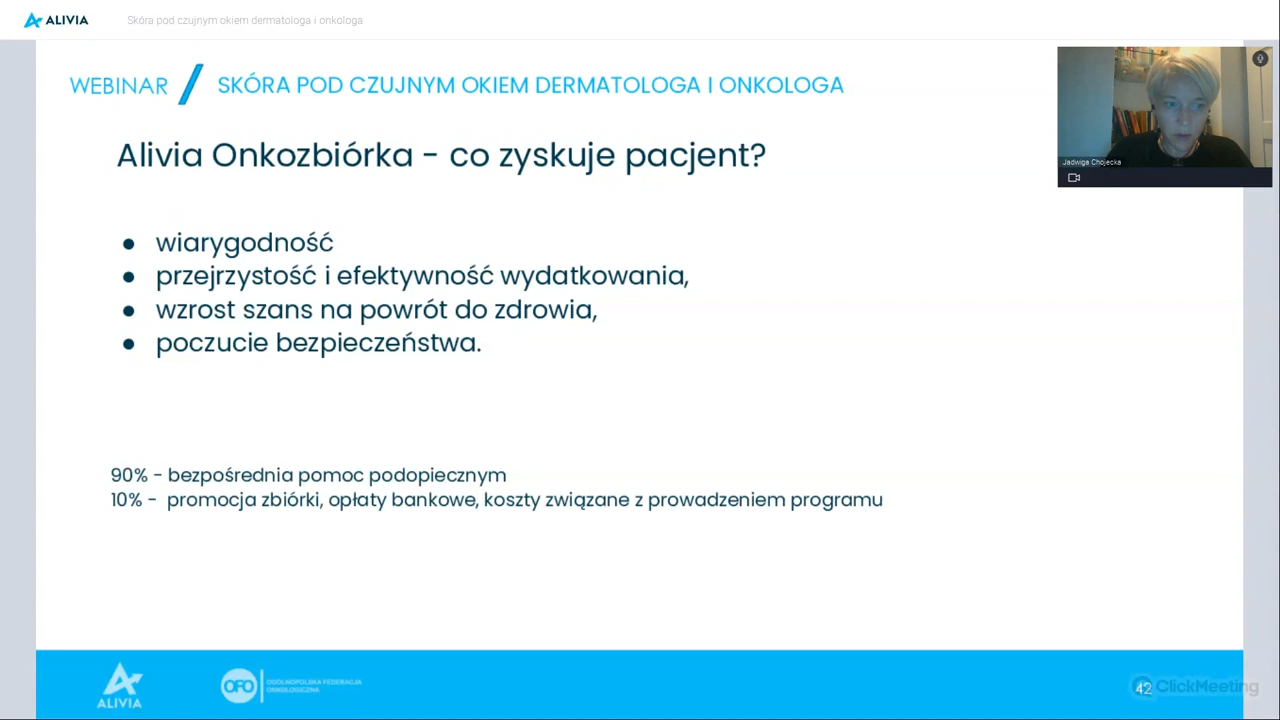 ALIVIA
Skóra pod czujnym okiem dermatologa i onkologa
WEBINAR / SKÓRA POD CZUJNYM OKIEM DERMATOLOGA I ONKOLOGA
Jadwiga Chojecka
Alivia Onkozbiórka - co zyskuje pacjent?
● wiarygodność
● przejrzystość i efektywność wydatkowania,
● wzrost szans na powrót do zdrowia,
● poczucie bezpieczeństwa.
90% - bezpośrednia pomoc podopiecznym
10% - promocja zbiórki, opłaty bankowe, koszty związane z prowadzeniem programu
ALIVIA
OFO
OGÓLNOPOLSKA FEDERACJA
ONKOLOGICZNA
42
ClickMeeting